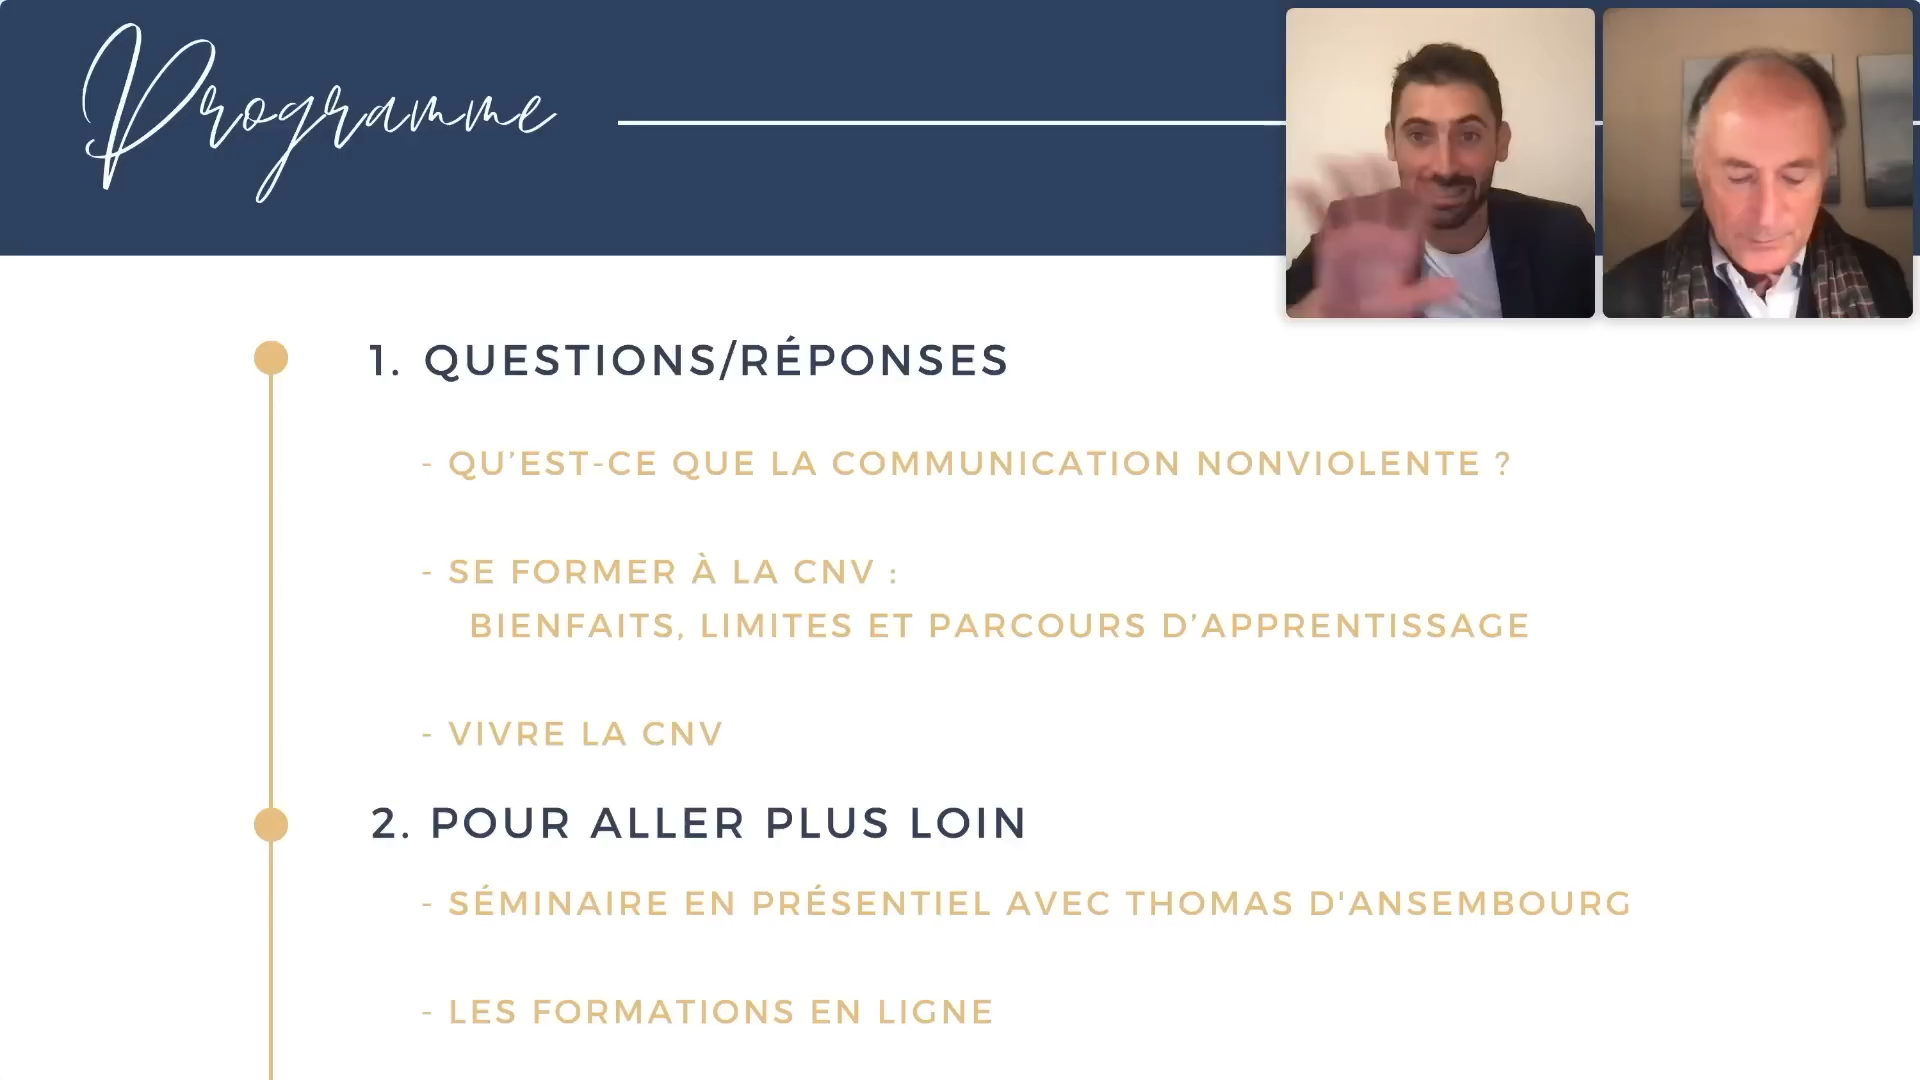 Programme
1. QUESTIONS/RÉPONSES
- QU’EST-CE QUE LA COMMUNICATION NONVIOLENTE ?
- SE FORMER À LA CNV :
BIENFAITS, LIMITES ET PARCOURS D’APPRENTISSAGE
- VIVRE LA CNV
2. POUR ALLER PLUS LOIN
- SÉMINAIRE EN PRÉSENTIEL AVEC THOMAS D'ANSEMBOURG
- LES FORMATIONS EN LIGNE